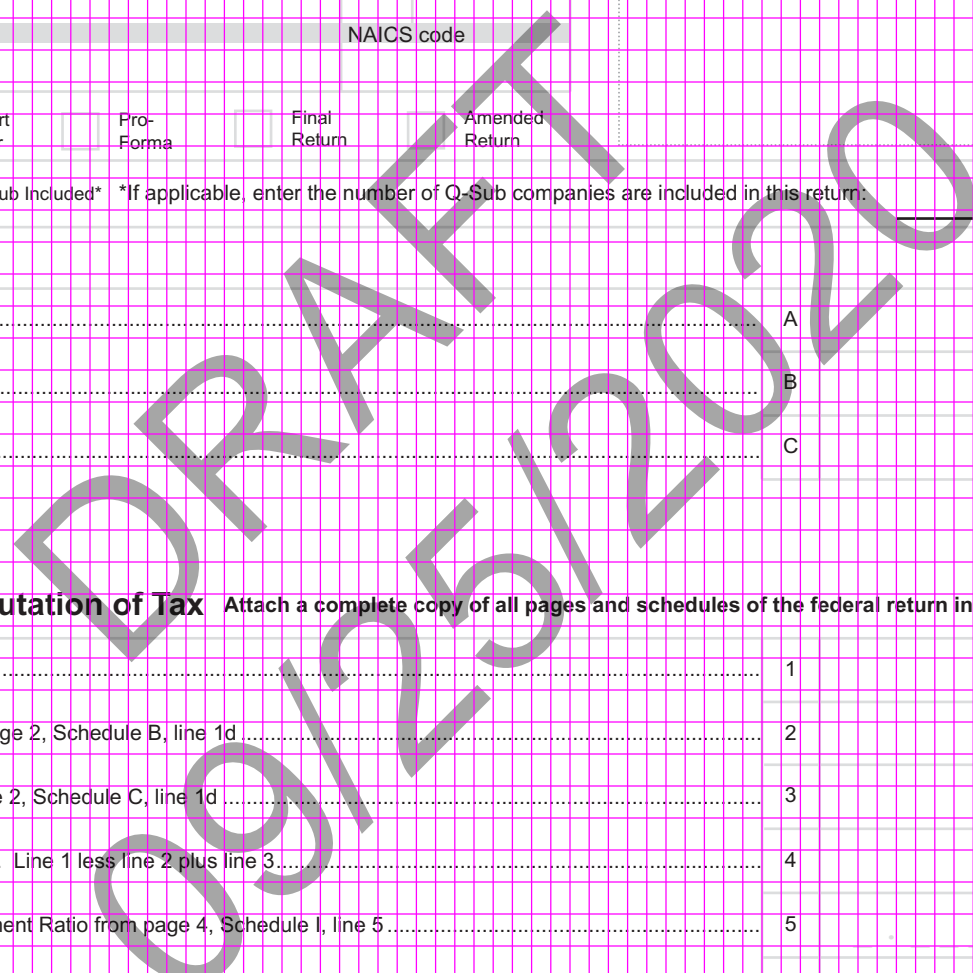 NAICS code
rt Pro- Final Amended
r Forma Return Return
ub Included* *If applicable, enter the number of Q-Sub companies are included in this return:
........ A
........ B
........ C
utation of Tax Attach a complete copy of all pages and schedules of the federal return in
........ 1
ge 2, Schedule B, line 1d ........ 2
e 2, Schedule C, line 1d ........ 3
. Line 1 less line 2 plus line 3 ........ 4
nent Ratio from page 4, Schedule I, line 5 ........ 5
DRAFT
09/25/2020